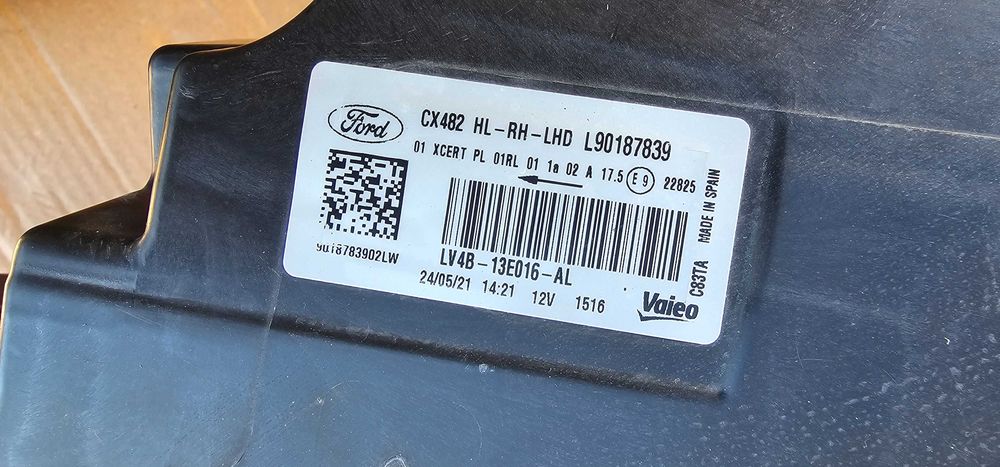 Ford
CX482 HL-RH-LHD L90187839
01 XCERT PL 01RL 01 1a 02 A 17.5 E9 22825
9018783902LW
LV4B-13E016-AL
24/05/21 14:21 12V 1516
Valeo
C83TA MADE IN SPAIN